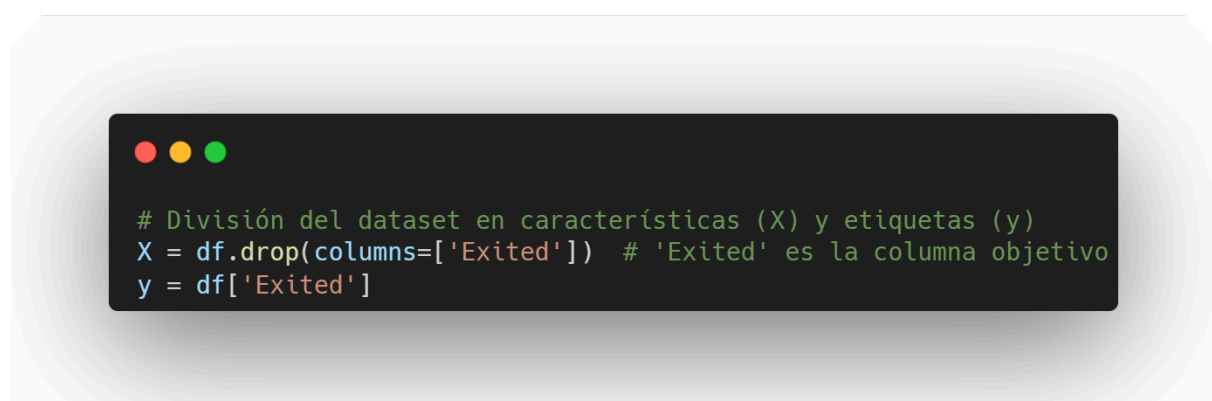 # División del dataset en características (X) y etiquetas (y)
X = df.drop(columns=['Exited'])  # 'Exited' es la columna objetivo
y = df['Exited']